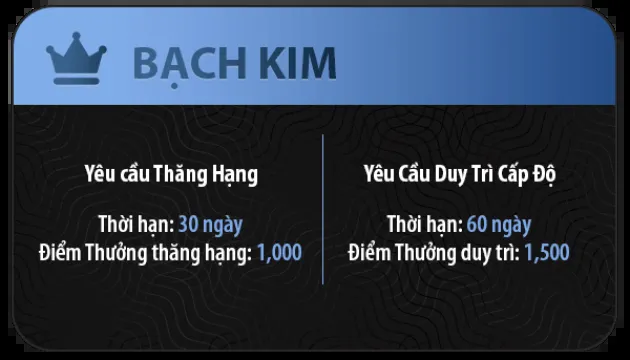 BẠCH KIM
Yêu cầu Thăng Hạng
Thời hạn: 30 ngày
Điểm Thưởng thăng hạng: 1,000
Yêu Cầu Duy Trì Cấp Độ
Thời hạn: 60 ngày
Điểm Thưởng duy trì: 1,500